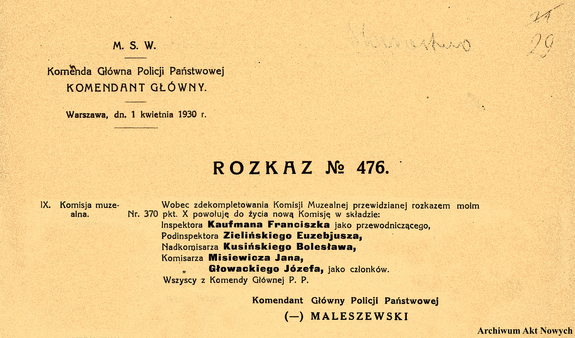 24
29
M. S. W.
Komenda Główna Policji Państwowej
KOMENDANT GŁÓWNY.
Warszawa, dn. 1 kwietnia 1930 r.
ROZKAZ № 476.
IX. Komisja muze-
alna.
Wobec zdekompletowania Komisji Muzealnej przewidzianej rozkazem moim
Nr. 370 pkt. X powołuję do życia nową Komisję w składzie:
Inspektora Kaufmana Franciszka jako przewodniczącego,
Podinspektora Zielińskiego Euzebjusza,
Nadkomisarza Kusińskiego Bolesława,
Komisarza Misiewicza Jana,
„ Głowackiego Józefa, jako członków.
Wszyscy z Komendy Głównej P. P.
Komendant Główny Policji Państwowej
(—) MALESZEWSKI
Archiwum Akt Nowych